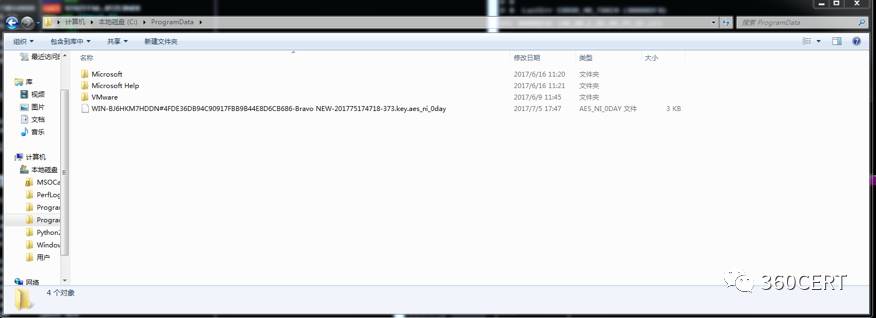 计算机 ▸ 本地磁盘 (C:) ▸ ProgramData ▸
搜索 ProgramData
组织 包含到库中 共享 新建文件夹
最近访问的
库
视频
图片
文档
音乐
计算机
本地磁盘
MSOCa
PerfLog
Program
Program
Python2
Window
用户
网络
名称 修改日期 类型 大小
Microsoft 2017/6/16 11:20 文件夹
Microsoft Help 2017/6/16 11:21 文件夹
VMware 2017/6/9 11:45 文件夹
WIN-BJ6HKM7HDDN#4FDE36DB94C90917FBB9B44E8D6CB686-Bravo NEW-201775174718-373.key.aes_ni_0day 2017/7/5 17:47 AES_NI_0DAY 文件 3 KB
4 个对象
360CERT